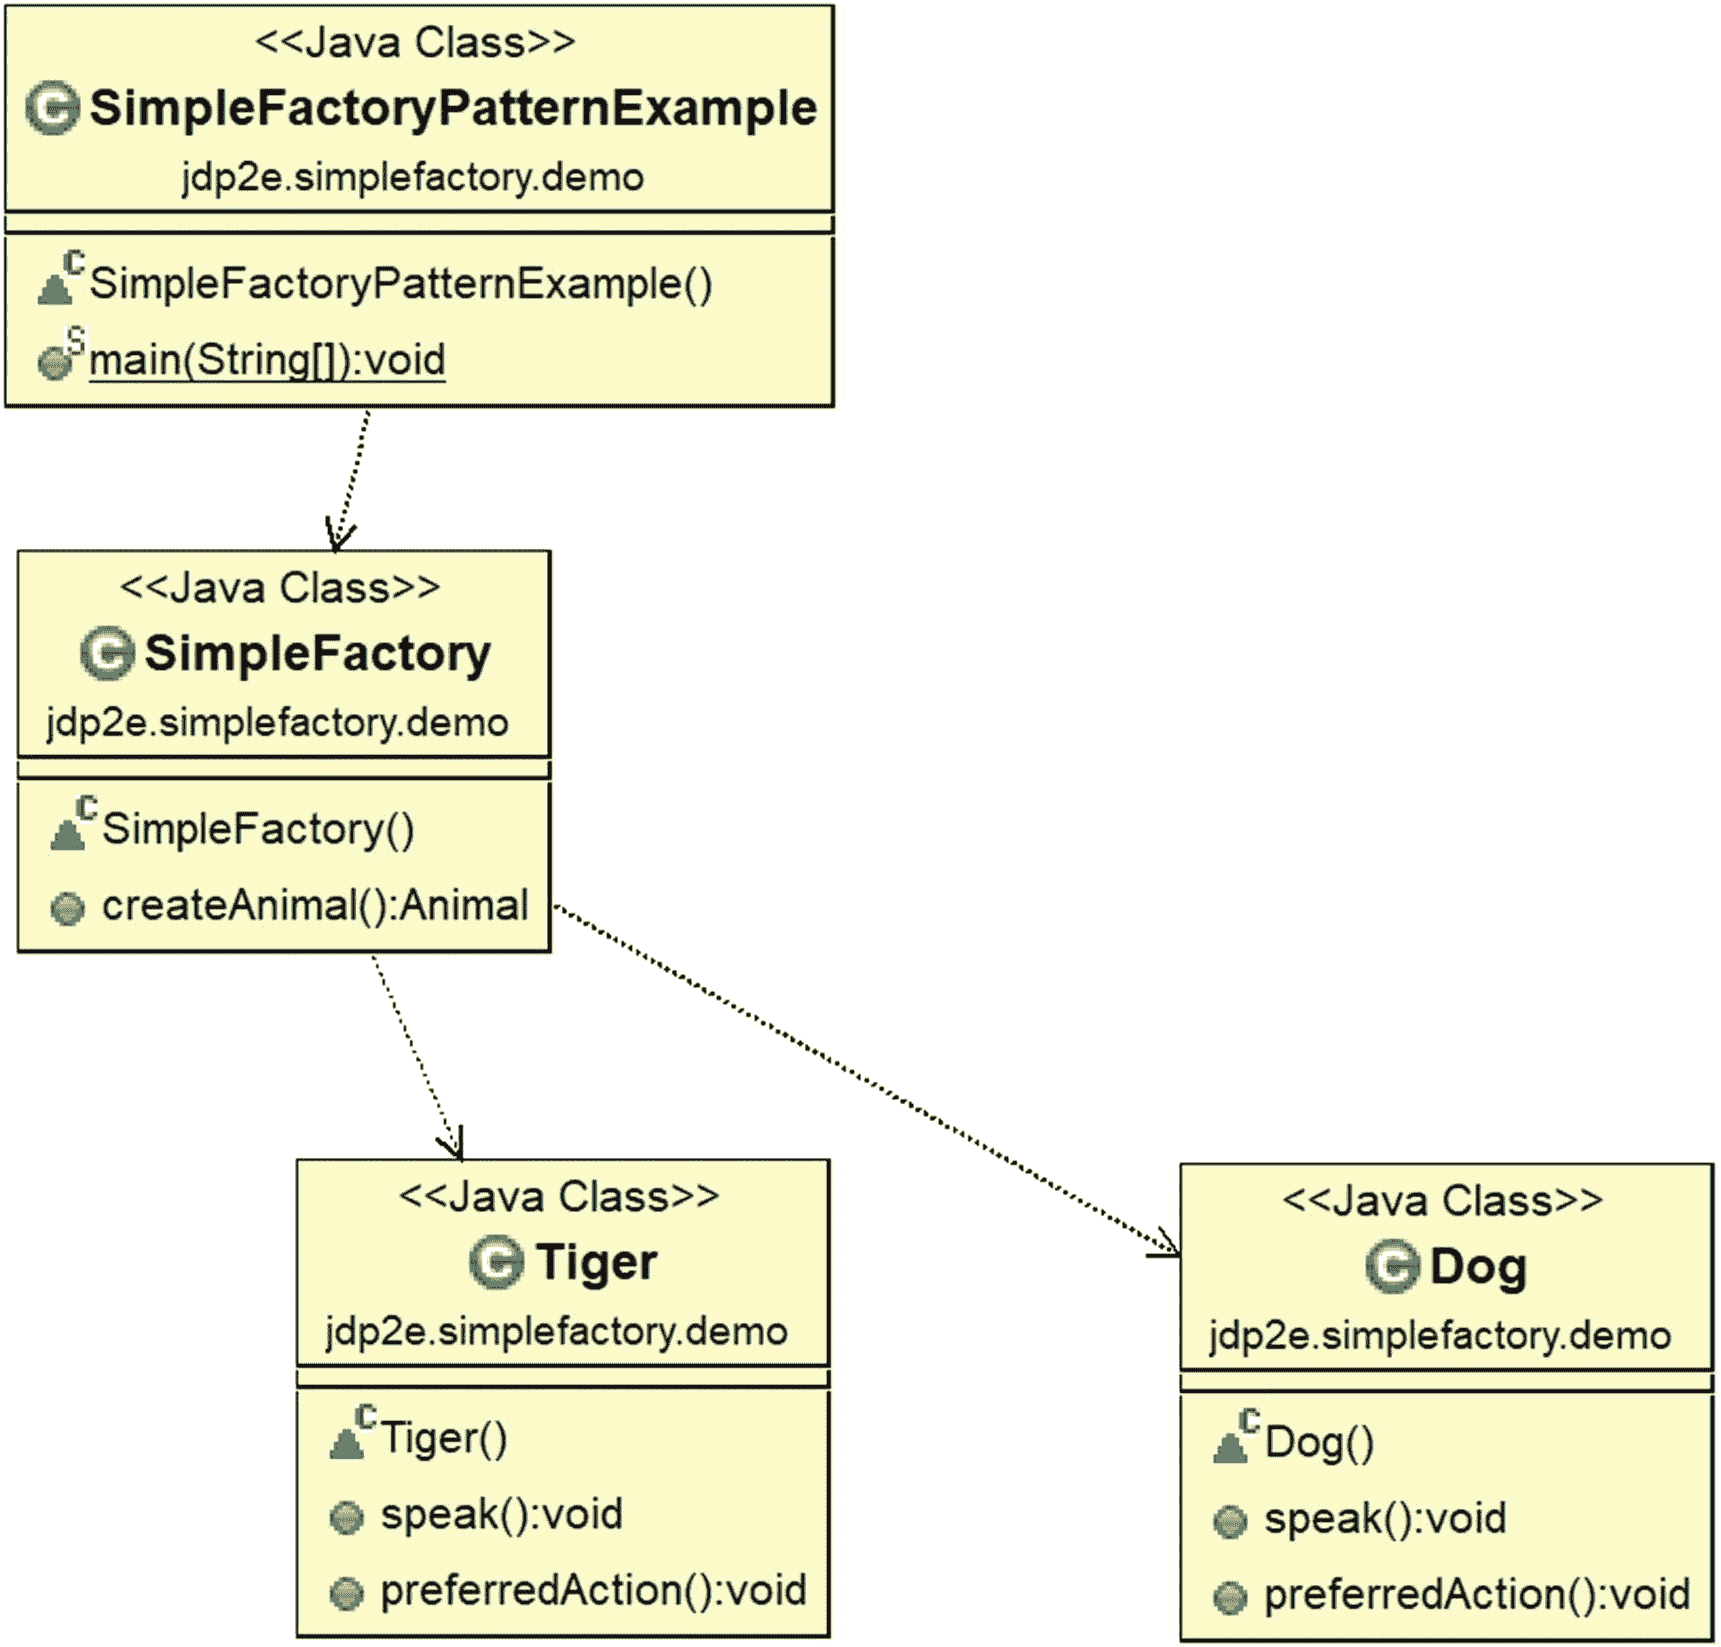 <<Java Class>>
C SimpleFactoryPatternExample
jdp2e.simplefactory.demo
C SimpleFactoryPatternExample()
S main(String[]):void
<<Java Class>>
C SimpleFactory
jdp2e.simplefactory.demo
C SimpleFactory()
createAnimal():Animal
<<Java Class>>
C Tiger
jdp2e.simplefactory.demo
C Tiger()
speak():void
preferredAction():void
<<Java Class>>
C Dog
jdp2e.simplefactory.demo
C Dog()
speak():void
preferredAction():void